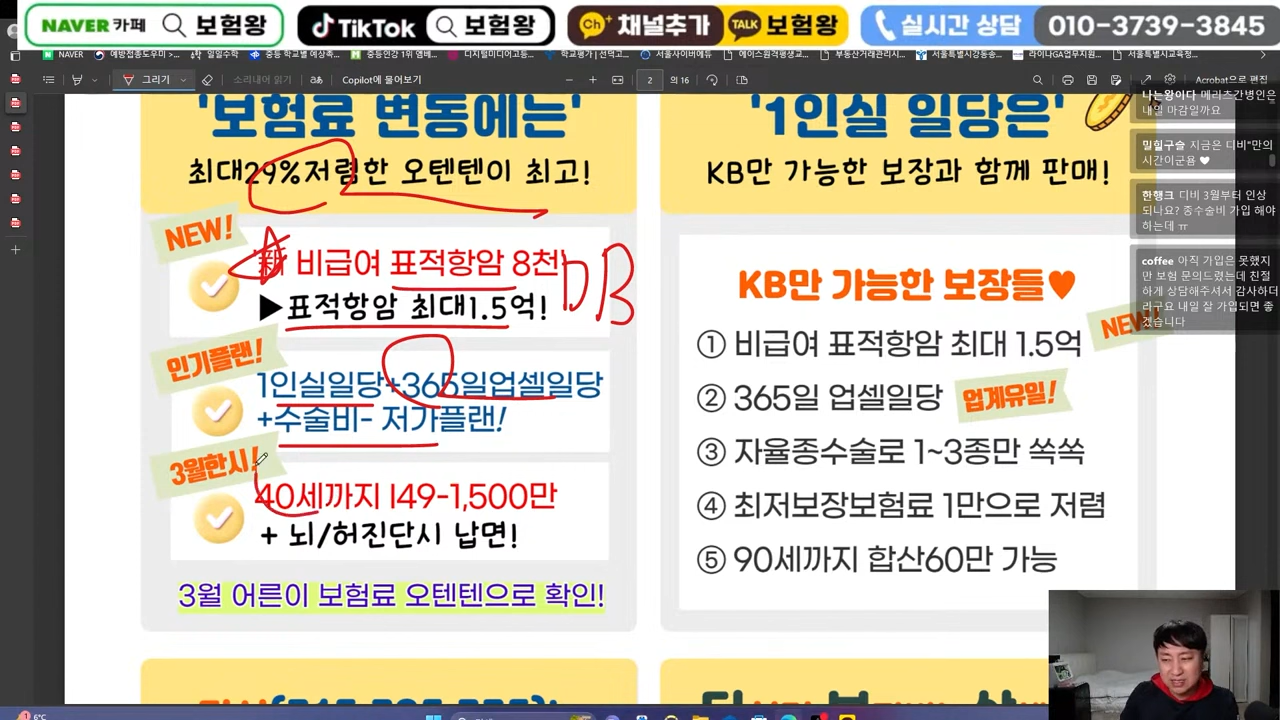 NAVER 카페 보험왕
TikTok 보험왕
Ch+ 채널추가 TALK 보험왕
실시간 상담 010-3739-3845
NAVER
그리기
소리내어 읽기
Copilot에 물어보기
2 의 16
Acrobat으로 편집
'보험료 변동에는'
최대29%저렴한 오텐텐이 최고!
NEW!
新 비급여 표적항암 8천!
▶표적항암 최대1.5억!
DB
인기플랜!
1인실일당+365일업셀일당
+수술비- 저가플랜!
3월한시!
40세까지 I49-1,500만
+ 뇌/허진단시 납면!
3월 어른이 보험료 오텐텐으로 확인!
'1인실 일당은'
KB만 가능한 보장과 함께 판매!
KB만 가능한 보장들♥
① 비급여 표적항암 최대 1.5억
NEW!
② 365일 업셀일당 업계유일!
③ 자율종수술로 1~3종만 쏙쏙
④ 최저보장보험료 1만으로 저렴
⑤ 90세까지 합산60만 가능
나는왕이다 메리츠간병인은
내일 마감일까요
밀힘구슬 지금은 디비"만의
시간이군용 ♥
한행크 디비 3월부터 인상
되나요? 종수술비 가입 해야
하는데 ㅠ
coffee 아직 가입은 못했지
만 보험 문의드렸는데 친절
하게 상담해주셔서 감사하더
라구요 내일 잘 가입되면 좋
겠습니다
6°C